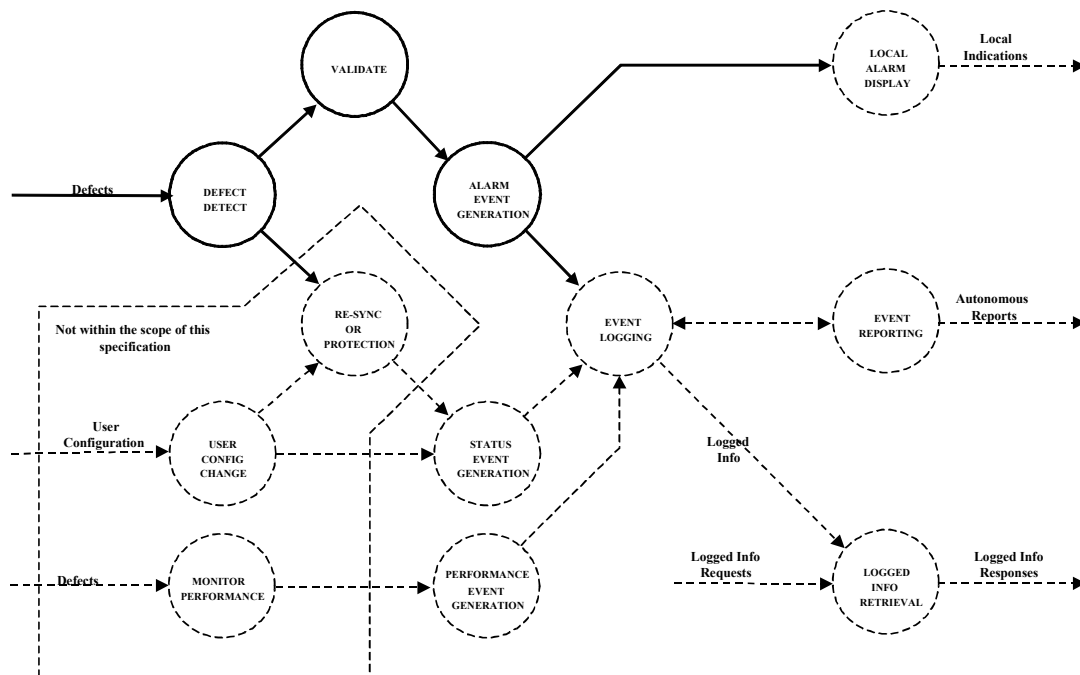 Local
Indications
LOCAL
ALARM
DISPLAY
VALIDATE
Defects
DEFECT
DETECT
ALARM
EVENT
GENERATION
Not within the scope of this
specification
RE-SYNC
OR
PROTECTION
EVENT
LOGGING
EVENT
REPORTING
Autonomous
Reports
User
Configuration
USER
CONFIG
CHANGE
STATUS
EVENT
GENERATION
Logged
Info
Defects
MONITOR
PERFORMANCE
PERFORMANCE
EVENT
GENERATION
Logged Info
Requests
LOGGED
INFO
RETRIEVAL
Logged Info
Responses